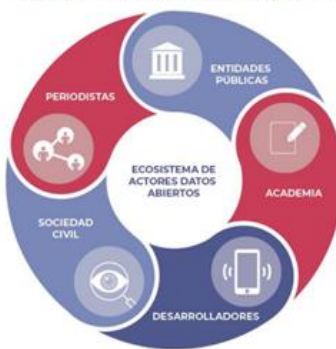 ENTIDADES
PÚBLICAS
PERIODISTAS
ECOSISTEMA DE
ACTORES DATOS
ABIERTOS
ACADEMIA
SOCIEDAD
CIVIL
DESARROLLADORES